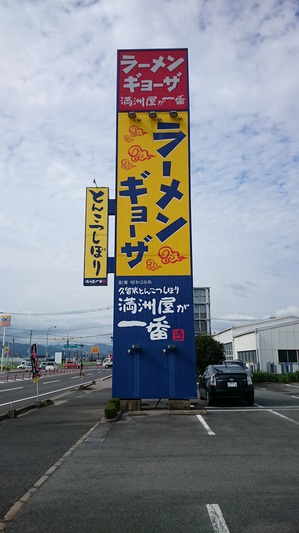 ラーメン
ギョーザ
満洲屋が一番
ラーメン
ギョーザ
とんこつしぼり
創業 昭和28年
久留米とんこつしぼり
満洲屋が
一番